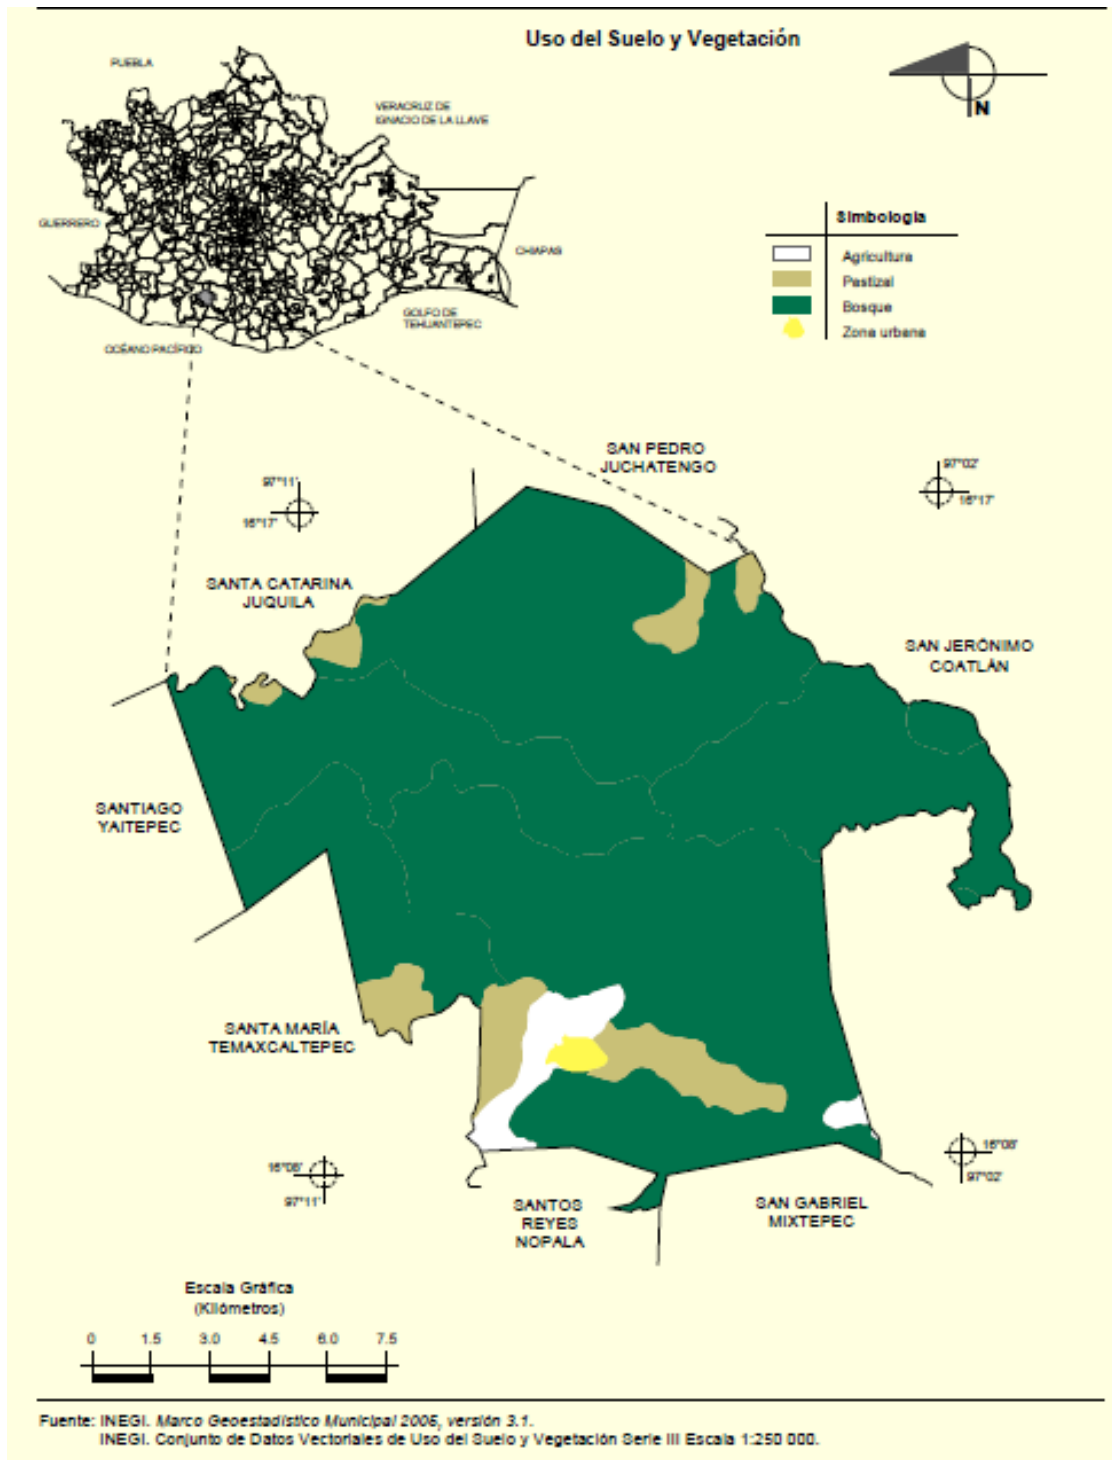 Uso del Suelo y Vegetación
PUEBLA
VERACRUZ DE
IGNACIO DE LA LLAVE
N
GUERRERO
CHIAPAS
GOLFO DE
TEHUANTEPEC
OCÉANO PACÍFICO
Simbología
Agricultura
Pastizal
Bosque
Zona urbana
SAN PEDRO
JUCHATENGO
97°11'
16°17'
97°02'
16°17'
SANTA CATARINA
JUQUILA
SAN JERÓNIMO
COATLÁN
SANTIAGO
YAITEPEC
SANTA MARÍA
TEMAXCALTEPEC
16°08'
97°11'
16°08'
97°02'
SANTOS
REYES
NOPALA
SAN GABRIEL
MIXTEPEC
Escala Gráfica
(Kilómetros)
0 1.5 3.0 4.5 6.0 7.5
Fuente: INEGI. Marco Geoestadístico Municipal 2005, versión 3.1.
INEGI. Conjunto de Datos Vectoriales de Uso del Suelo y Vegetación Serie III Escala 1:250 000.